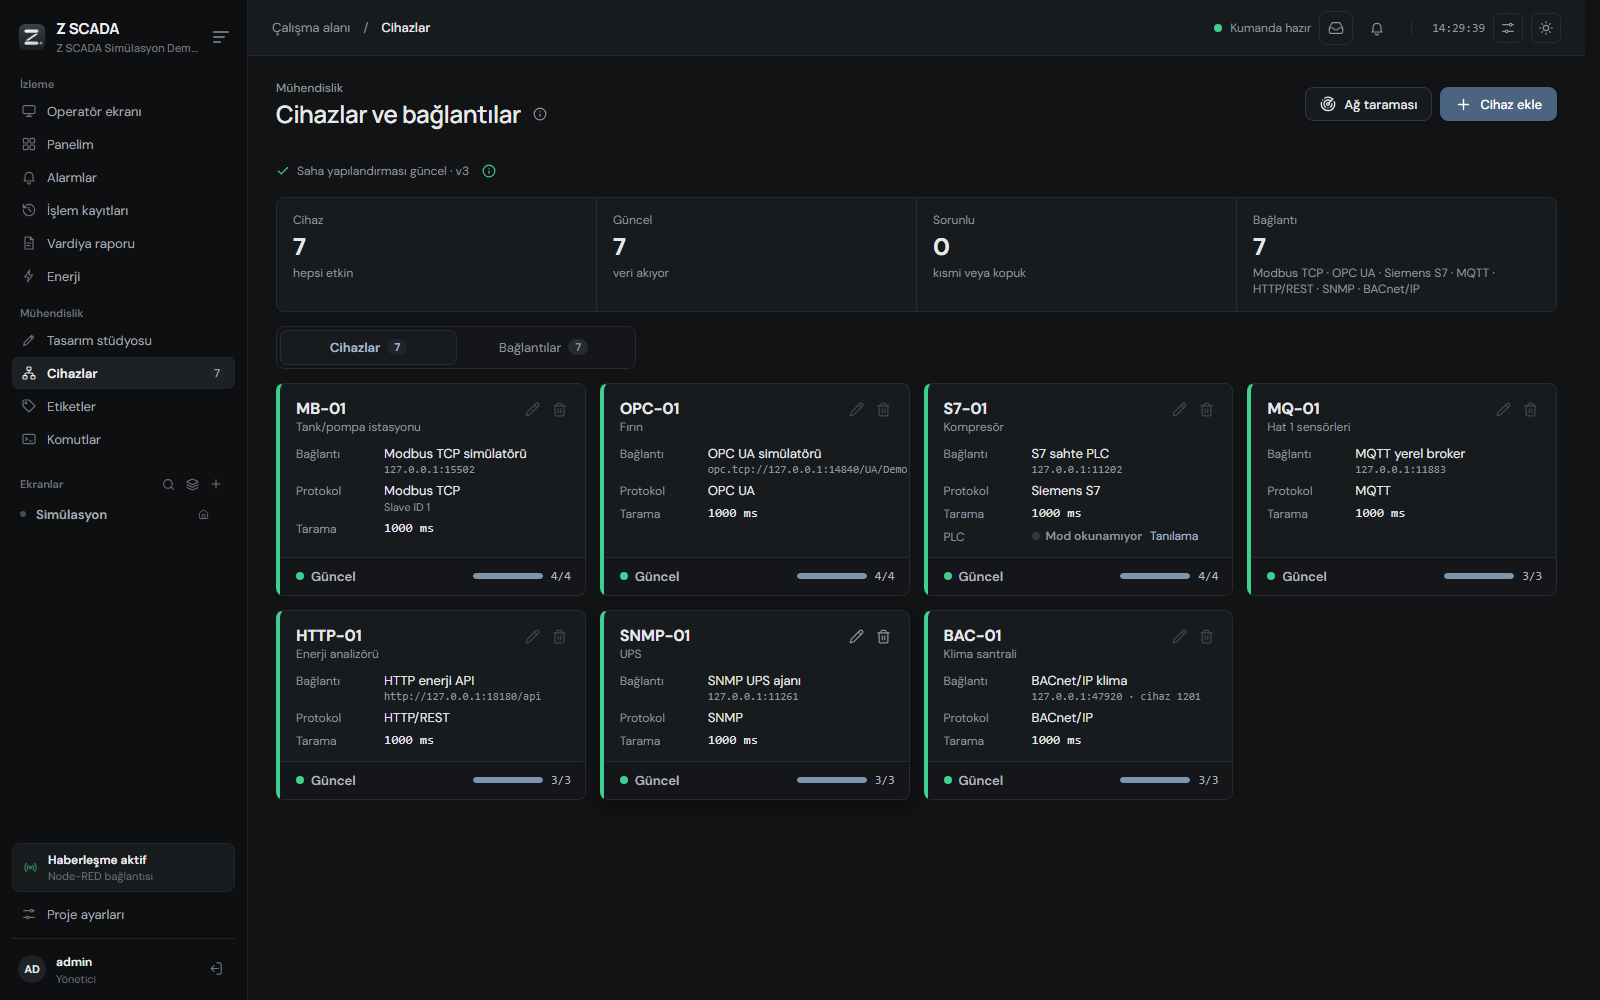 Z SCADA
Z SCADA Simülasyon Dem...
İzleme
Operatör ekranı
Panelim
Alarmlar
İşlem kayıtları
Vardiya raporu
Enerji
Mühendislik
Tasarım stüdyosu
Cihazlar 7
Etiketler
Komutlar
Ekranlar
Simülasyon
Haberleşme aktif
Node-RED bağlantısı
Proje ayarları
AD
admin
Yönetici
Çalışma alanı / Cihazlar
Kumanda hazır
14:29:39
Mühendislik
Cihazlar ve bağlantılar
Ağ taraması
Cihaz ekle
Saha yapılandırması güncel · v3
Cihaz
7
hepsi etkin
Güncel
7
veri akıyor
Sorunlu
0
kısmi veya kopuk
Bağlantı
7
Modbus TCP · OPC UA · Siemens S7 · MQTT ·
HTTP/REST · SNMP · BACnet/IP
Cihazlar 7
Bağlantılar 7
MB-01
Tank/pompa istasyonu
Bağlantı Modbus TCP simülatörü
127.0.0.1:15502
Protokol Modbus TCP
Slave ID 1
Tarama 1000 ms
Güncel 4/4
OPC-01
Fırın
Bağlantı OPC UA simülatörü
opc.tcp://127.0.0.1:14840/UA/Demo
Protokol OPC UA
Tarama 1000 ms
Güncel 4/4
S7-01
Kompresör
Bağlantı S7 sahte PLC
127.0.0.1:11202
Protokol Siemens S7
Tarama 1000 ms
PLC Mod okunamıyor Tanılama
Güncel 4/4
MQ-01
Hat 1 sensörleri
Bağlantı MQTT yerel broker
127.0.0.1:11883
Protokol MQTT
Tarama 1000 ms
Güncel 3/3
HTTP-01
Enerji analizörü
Bağlantı HTTP enerji API
http://127.0.0.1:18180/api
Protokol HTTP/REST
Tarama 1000 ms
Güncel 3/3
SNMP-01
UPS
Bağlantı SNMP UPS ajanı
127.0.0.1:11261
Protokol SNMP
Tarama 1000 ms
Güncel 3/3
BAC-01
Klima santrali
Bağlantı BACnet/IP klima
127.0.0.1:47920 · cihaz 1201
Protokol BACnet/IP
Tarama 1000 ms
Güncel 3/3